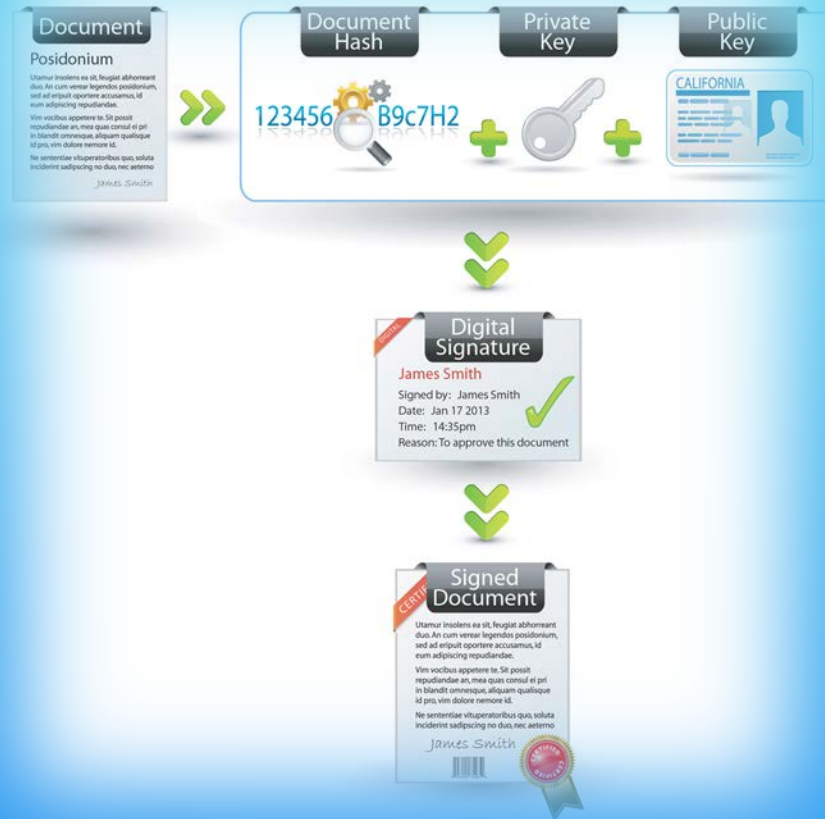 Document
Posidonium
Utamur insolens ea sit, feugiat abhorreant
duo. An cum verear legendos posidonium,
sed ad eripuit oportere accusamus, id
eum adipiscing repudiandae.
Vim vocibus appetere te. Sit possit
repudiandae an, mea quas consul ei pri
in blandit omnesque, aliquam qualisque
id pro, vim dolore nemore id.
Ne sententiae vituperatoribus quo, soluta
inciderint sadipscing no duo, nec aeterno
James Smith
Document
Hash
123456
B9c7H2
Private
Key
Public
Key
CALIFORNIA
DIGITAL
Digital
Signature
James Smith
Signed by: James Smith
Date: Jan 17 2013
Time: 14:35pm
Reason: To approve this document
CERTIF
Signed
Document
Utamur insolens ea sit, feugiat abhorreant
duo. An cum verear legendos posidonium,
sed ad eripuit oportere accusamus, id
eum adipiscing repudiandae.
Vim vocibus appetere te. Sit possit
repudiandae an, mea quas consul ei pri
in blandit omnesque, aliquam qualisque
id pro, vim dolore nemore id.
Ne sententiae vituperatoribus quo, soluta
inciderint sadipscing no duo, nec aeterno
James Smith
CERTIFIED
CERTIFIED